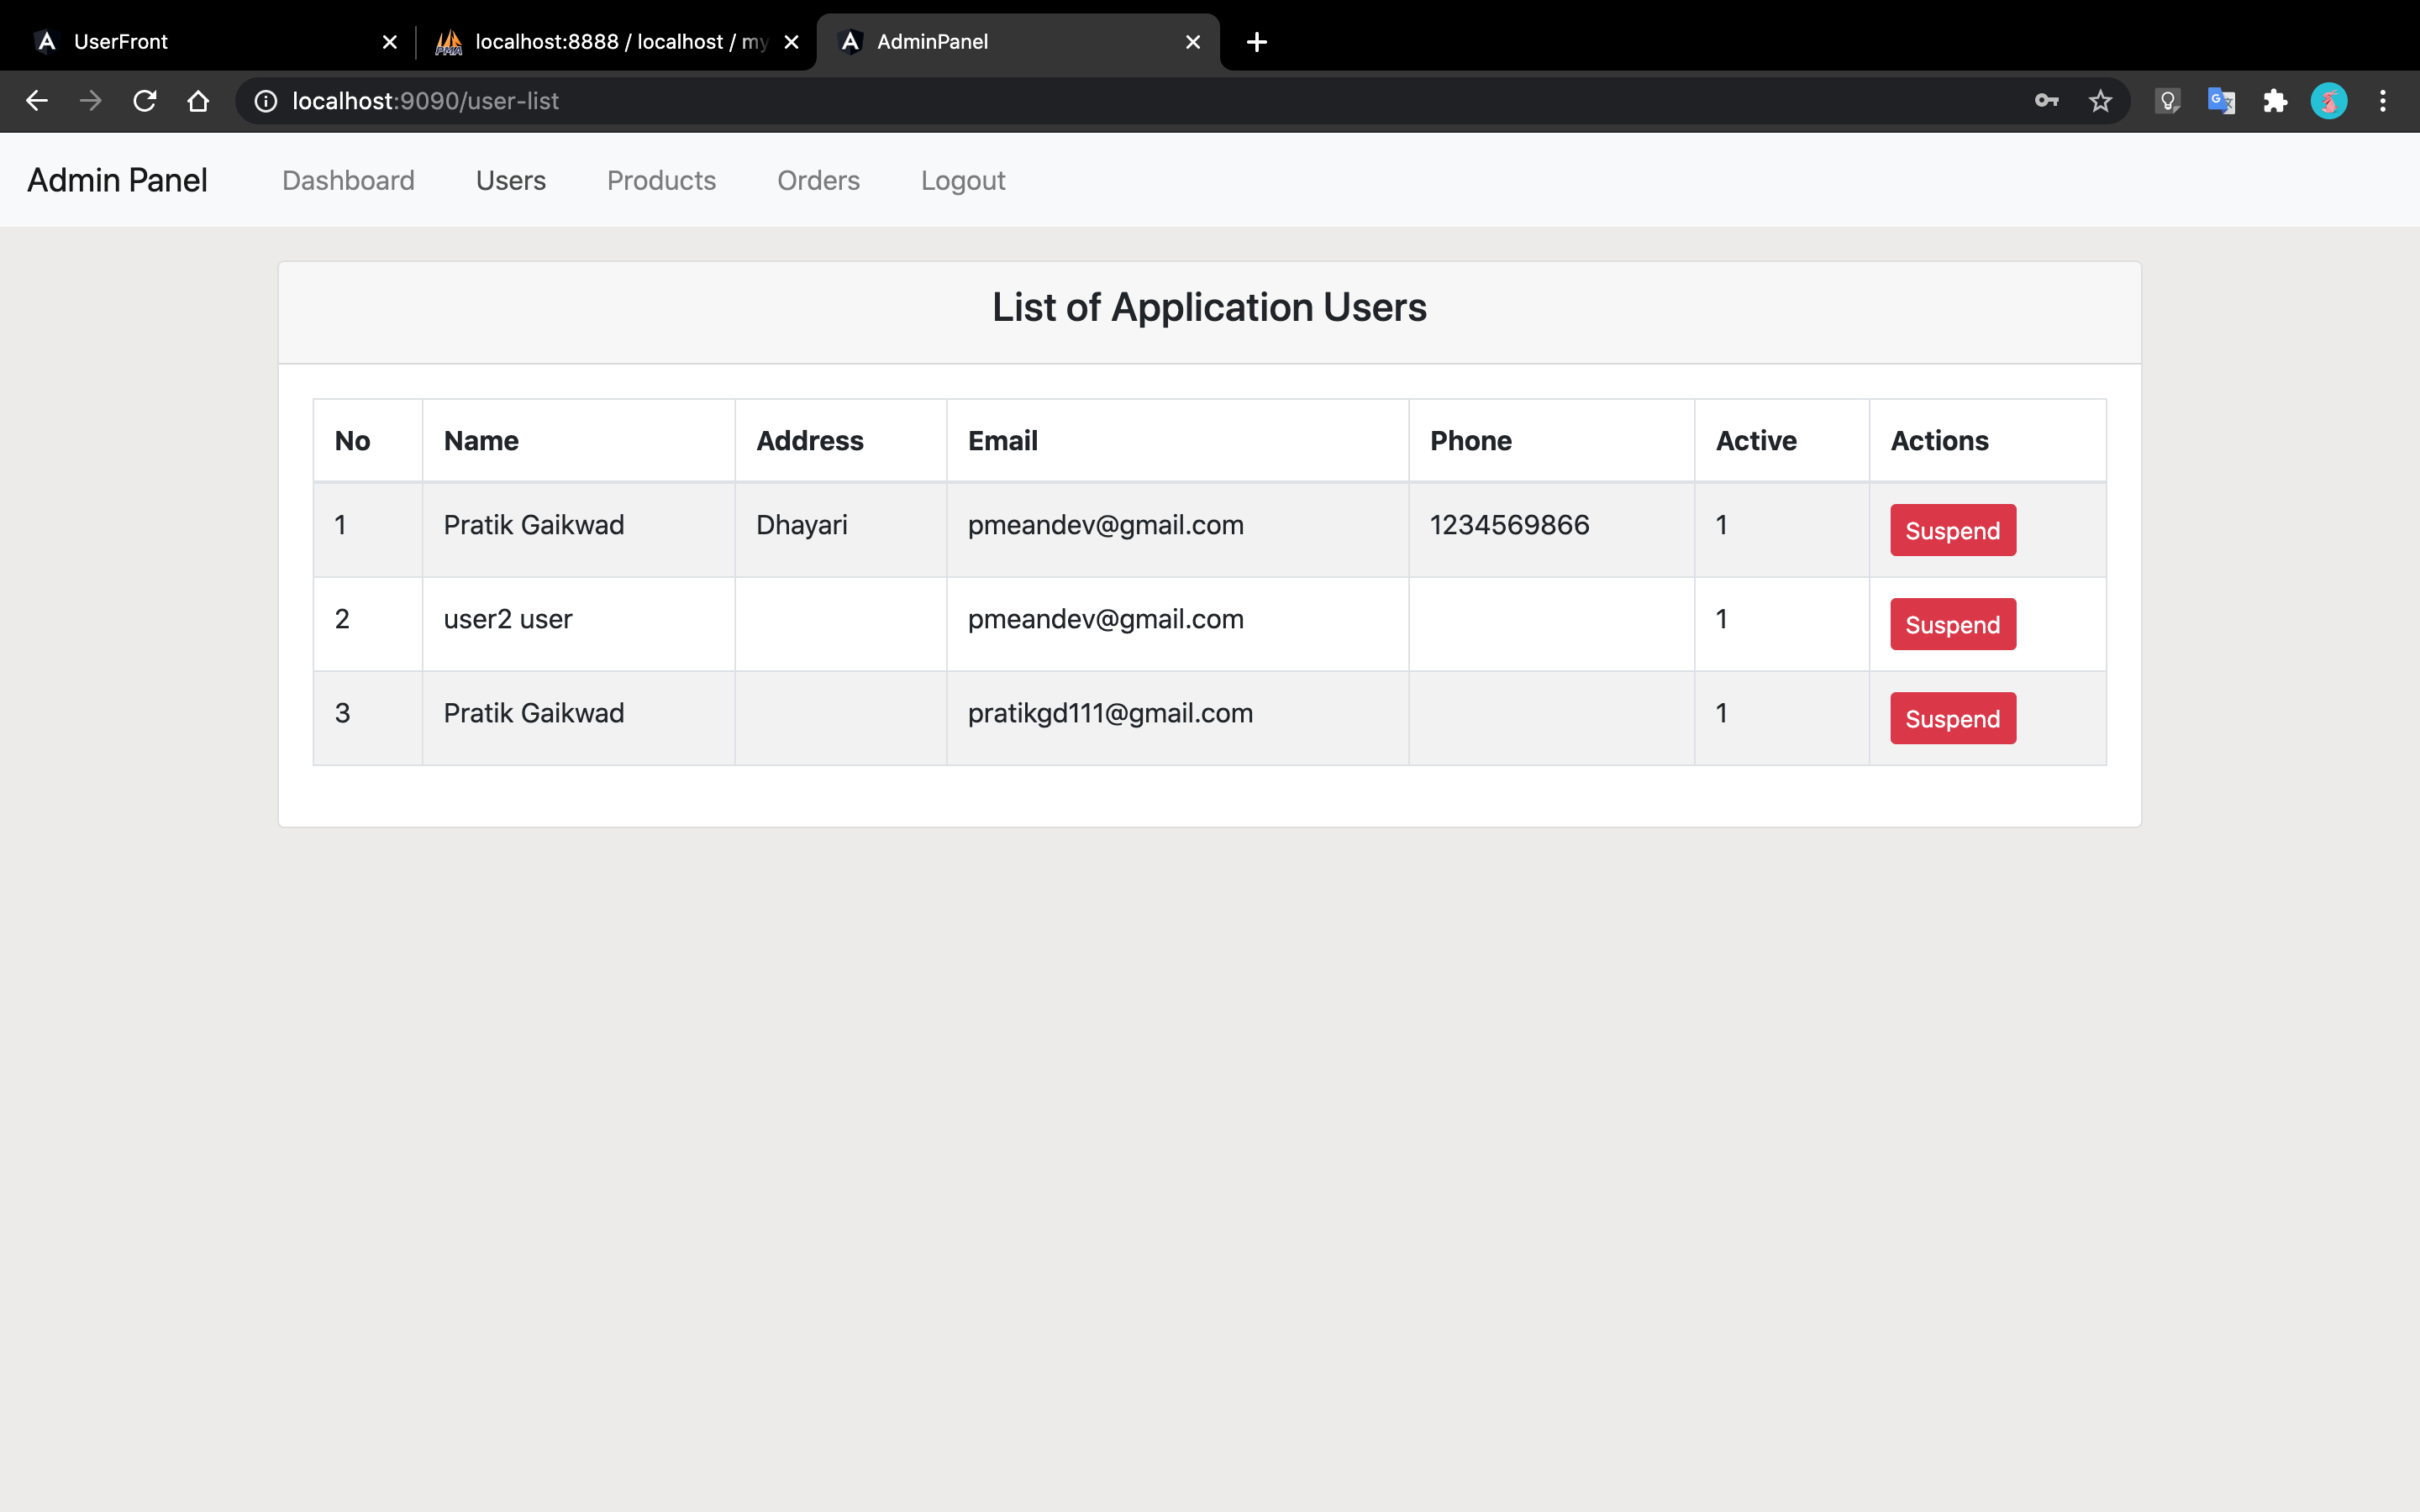 UserFront
localhost:8888 / localhost / my
AdminPanel
localhost:9090/user-list
Admin Panel Dashboard Users Products Orders Logout
List of Application Users
No Name Address Email Phone Active Actions
1 Pratik Gaikwad Dhayari pmeandev@gmail.com 1234569866 1 Suspend
2 user2 user pmeandev@gmail.com 1 Suspend
3 Pratik Gaikwad pratikgd111@gmail.com 1 Suspend